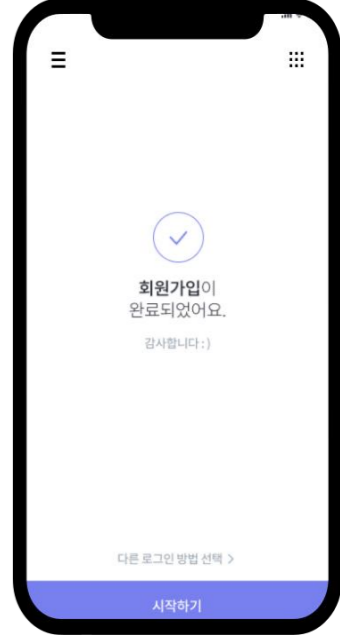 회원가입이
완료되었어요.
감사합니다 : )
다른 로그인 방법 선택 >
시작하기